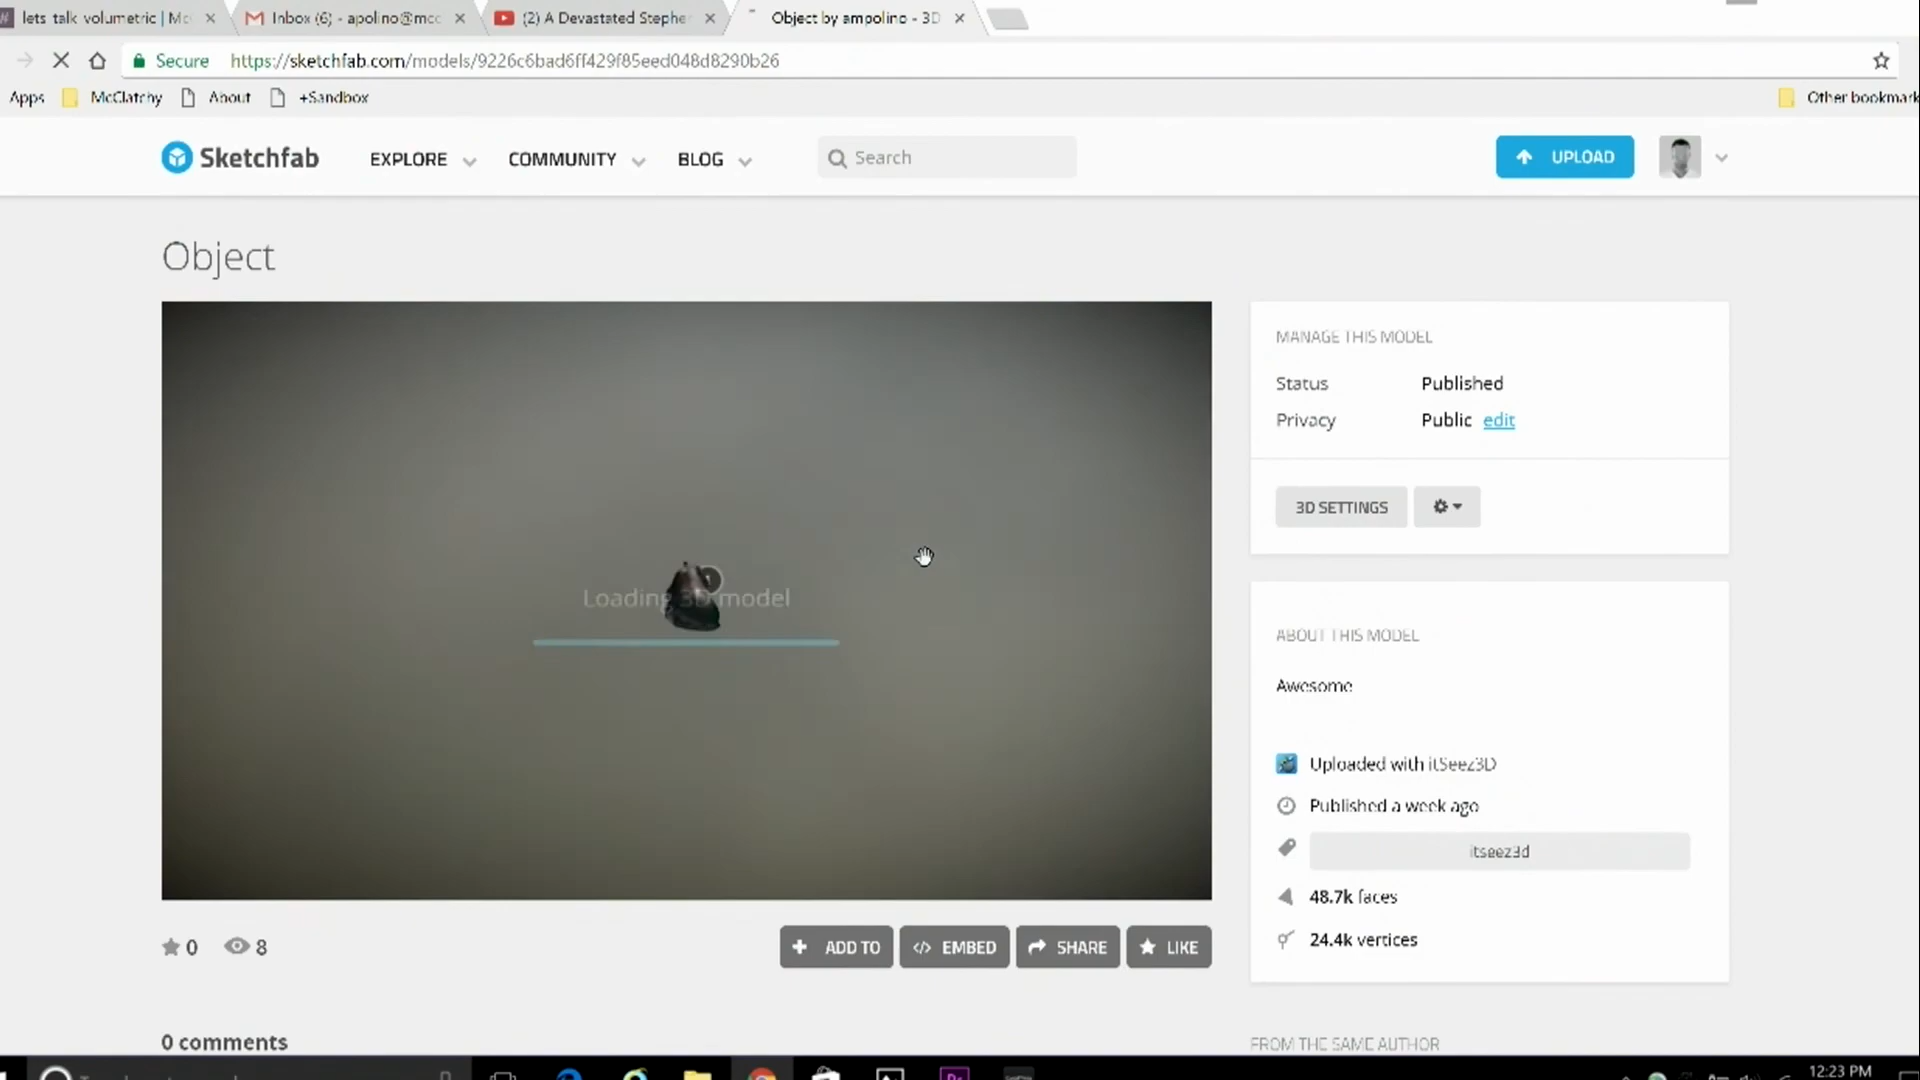 lets talk volumetric | Mc
Inbox (6) - apolino@mcc
(2) A Devastated Stephe
Object by ampolino - 3D
Secure
https://sketchfab.com/models/9226c6bad6ff429f85eed048d8290b26
Apps
McClatchy
About
+Sandbox
Other bookmark
Sketchfab
EXPLORE
COMMUNITY
BLOG
Search
UPLOAD
Object
Loading 3D model
MANAGE THIS MODEL
Status Published
Privacy Public edit
3D SETTINGS
ABOUT THIS MODEL
Awesome
Uploaded with itSeez3D
Published a week ago
itseez3d
48.7k faces
24.4k vertices
0 8
+ ADD TO
</> EMBED
SHARE
LIKE
0 comments
FROM THE SAME AUTHOR
12:23 PM